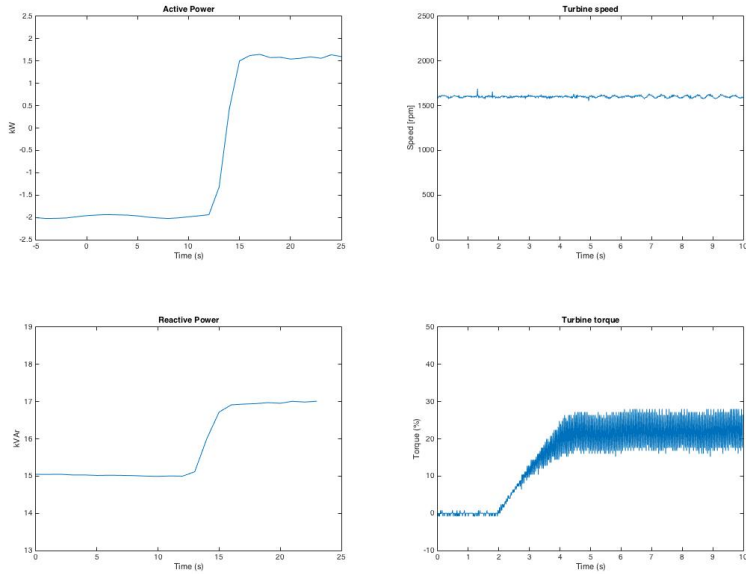 Active Power
kW
2.5
2
1.5
1
0.5
0
-0.5
-1
-1.5
-2
-2.5
-5 0 5 10 15 20 25
Time (s)
Turbine speed
Speed [rpm]
2500
2000
1500
1000
500
0
0 1 2 3 4 5 6 7 8 9 10
Time (s)
Reactive Power
kVAr
19
18
17
16
15
14
13
0 5 10 15 20 25
Time (s)
Turbine torque
Torque (%)
50
40
30
20
10
0
-10
0 1 2 3 4 5 6 7 8 9 10
Time (s)